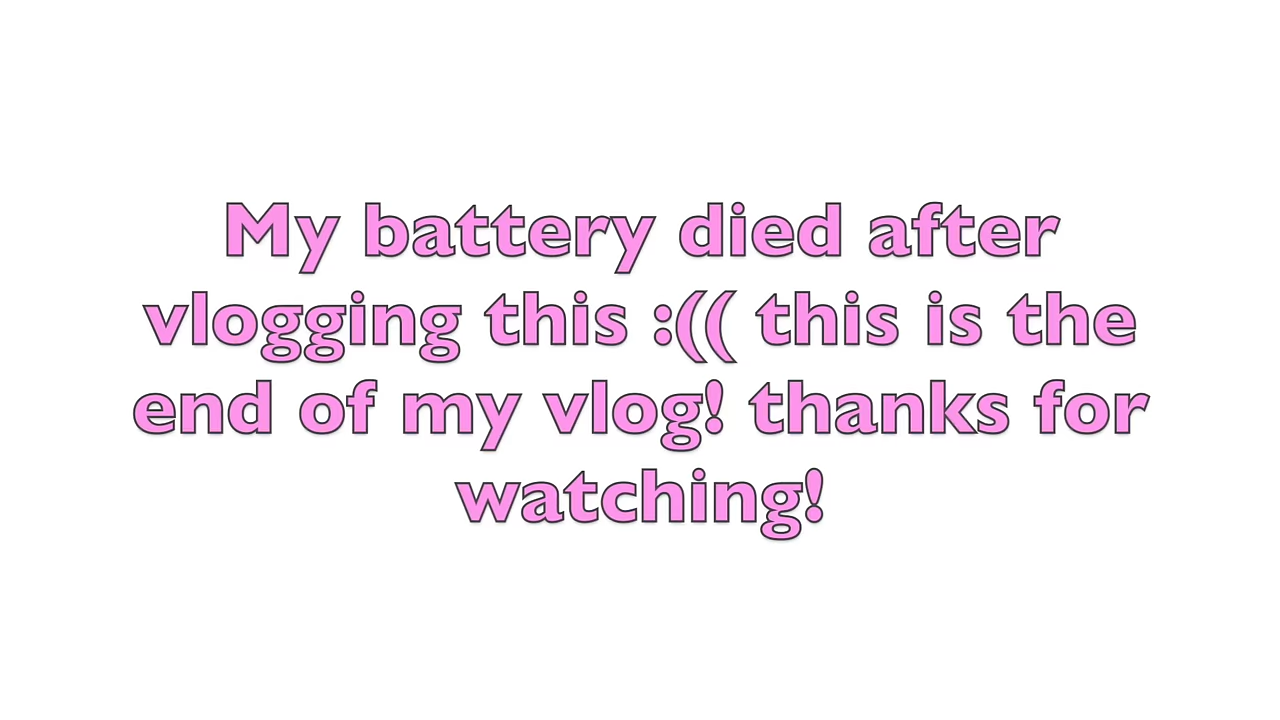 My battery died after
vlogging this :(( this is the
end of my vlog! thanks for
watching!